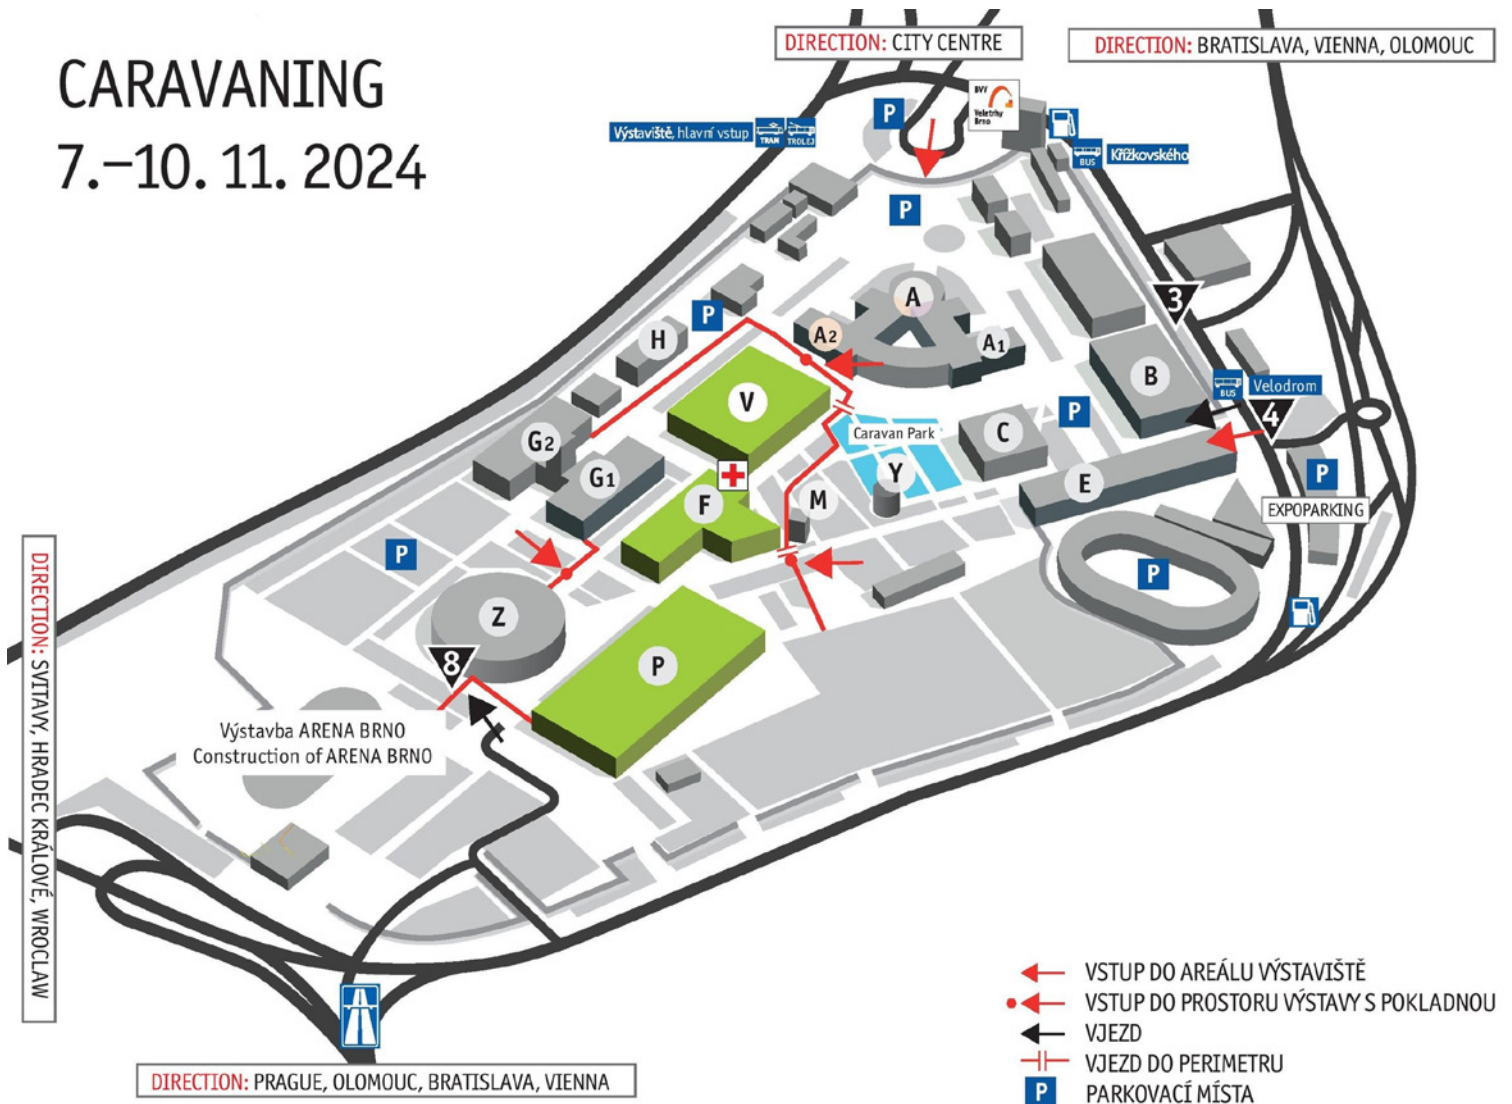 CARAVANING
7.–10. 11. 2024
DIRECTION: CITY CENTRE
DIRECTION: BRATISLAVA, VIENNA, OLOMOUC
BVV
Veletrhy
Brno
P
Výstaviště, hlavní vstup
TRAM
TROLEJ
BUS
Křížkovského
P
A
3
P
H
A2
A1
V
B
BUS
Velodrom
4
P
Caravan Park
C
G2
G1
Y
E
P
F
M
EXPOPARKING
P
P
Z
8
P
Výstavba ARENA BRNO
Construction of ARENA BRNO
DIRECTION: SVITAVY, HRADEC KRÁLOVÉ, WROCLAW
DIRECTION: PRAGUE, OLOMOUC, BRATISLAVA, VIENNA
VSTUP DO AREÁLU VÝSTAVIŠTĚ
VSTUP DO PROSTORU VÝSTAVY S POKLADNOU
VJEZD
VJEZD DO PERIMETRU
P PARKOVACÍ MÍSTA